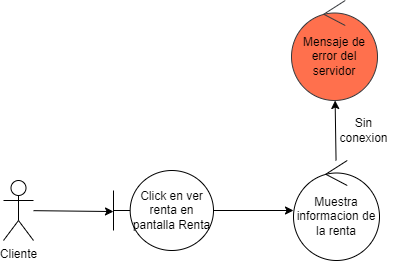 Mensaje de
error del
servidor
Sin
conexion
Click en ver
renta en
pantalla Renta
Muestra
informacion de
la renta
Cliente